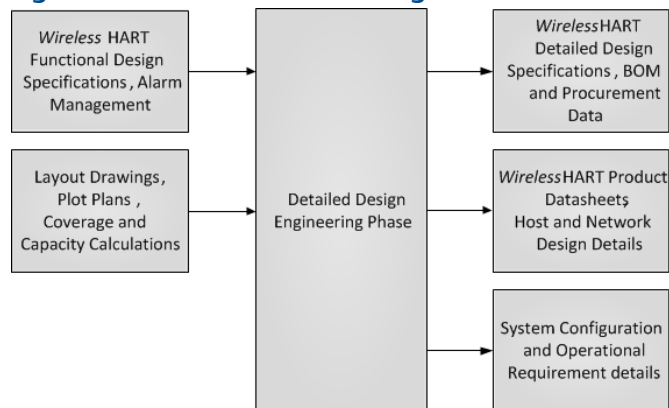 Wireless HART
Functional Design
Specifications, Alarm
Management
Layout Drawings,
Plot Plans ,
Coverage and
Capacity Calculations
Detailed Design
Engineering Phase
WirelessHART
Detailed Design
Specifications , BOM
and Procurement
Data
WirelessHART Product
Datasheets,
Host and Network
Design Details
System Configuration
and Operational
Requirement details